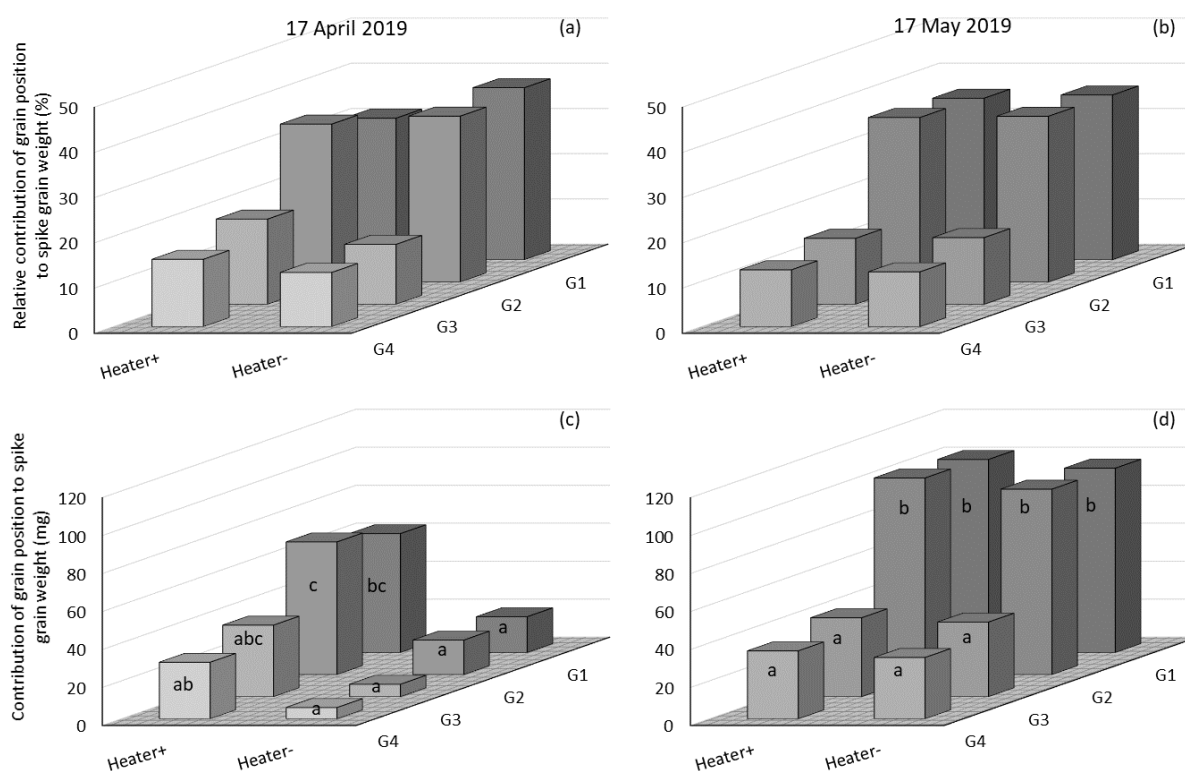 17 April 2019
(a)
Relative contribution of grain position
to spike grain weight (%)
50
40
30
20
10
0
Heater+
Heater-
G4
G3
G2
G1
17 May 2019
(b)
50
40
30
20
10
0
Heater+
Heater-
G4
G3
G2
G1
(c)
Contribution of grain position to spike
grain weight (mg)
120
100
80
60
40
20
0
ab
abc
c
bc
a
a
a
a
Heater+
Heater-
G4
G3
G2
G1
(d)
120
100
80
60
40
20
0
a
a
b
b
a
a
b
b
Heater+
Heater-
G4
G3
G2
G1